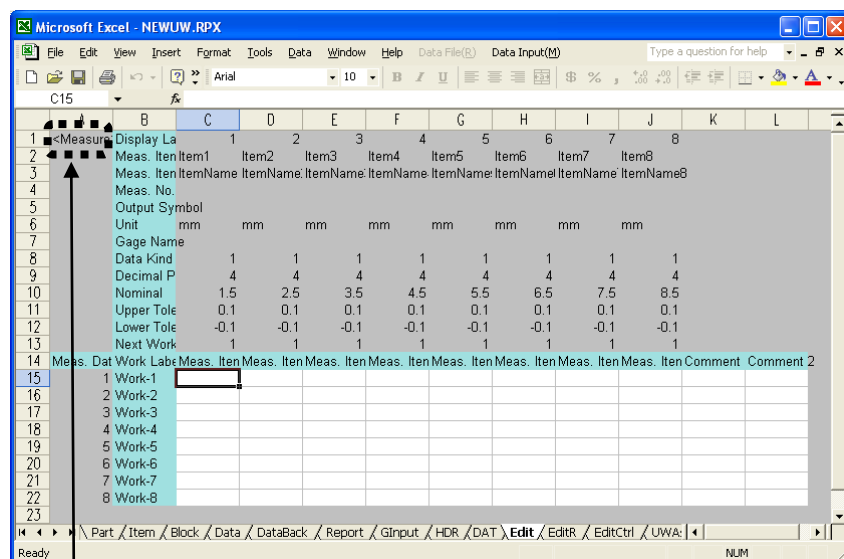 Microsoft Excel - NEWUW.RPX
File Edit View Insert Format Tools Data Window Help Data File(R) Data Input(M) Type a question for help
Arial 10 B I U $ % ,
C15 fx
A B C D E F G H I J K L
1 <Measure Display La 1 2 3 4 5 6 7 8
2 Meas. Iten Item1 Item2 Item3 Item4 Item5 Item6 Item7 Item8
3 Meas. Iten ItemName ItemName ItemName ItemName ItemName ItemName ItemName ItemName8
4 Meas. No.
5 Output Symbol
6 Unit mm mm mm mm mm mm mm mm
7 Gage Name
8 Data Kind 1 1 1 1 1 1 1 1
9 Decimal P 4 4 4 4 4 4 4 4
10 Nominal 1.5 2.5 3.5 4.5 5.5 6.5 7.5 8.5
11 Upper Tole 0.1 0.1 0.1 0.1 0.1 0.1 0.1 0.1
12 Lower Tole -0.1 -0.1 -0.1 -0.1 -0.1 -0.1 -0.1 -0.1
13 Next Work 1 1 1 1 1 1 1 1
14 Meas. Dat Work Labe Meas. Iten Meas. Iten Meas. Iten Meas. Iten Meas. Iten Meas. Iten Meas. Iten Meas. Iten Comment Comment 2
15 1 Work-1
16 2 Work-2
17 3 Work-3
18 4 Work-4
19 5 Work-5
20 6 Work-6
21 7 Work-7
22 8 Work-8
23
Part / Item / Block / Data / DataBack / Report / GInput / HDR / DAT \ Edit / EditR / EditCtrl / UWA:
Ready NUM